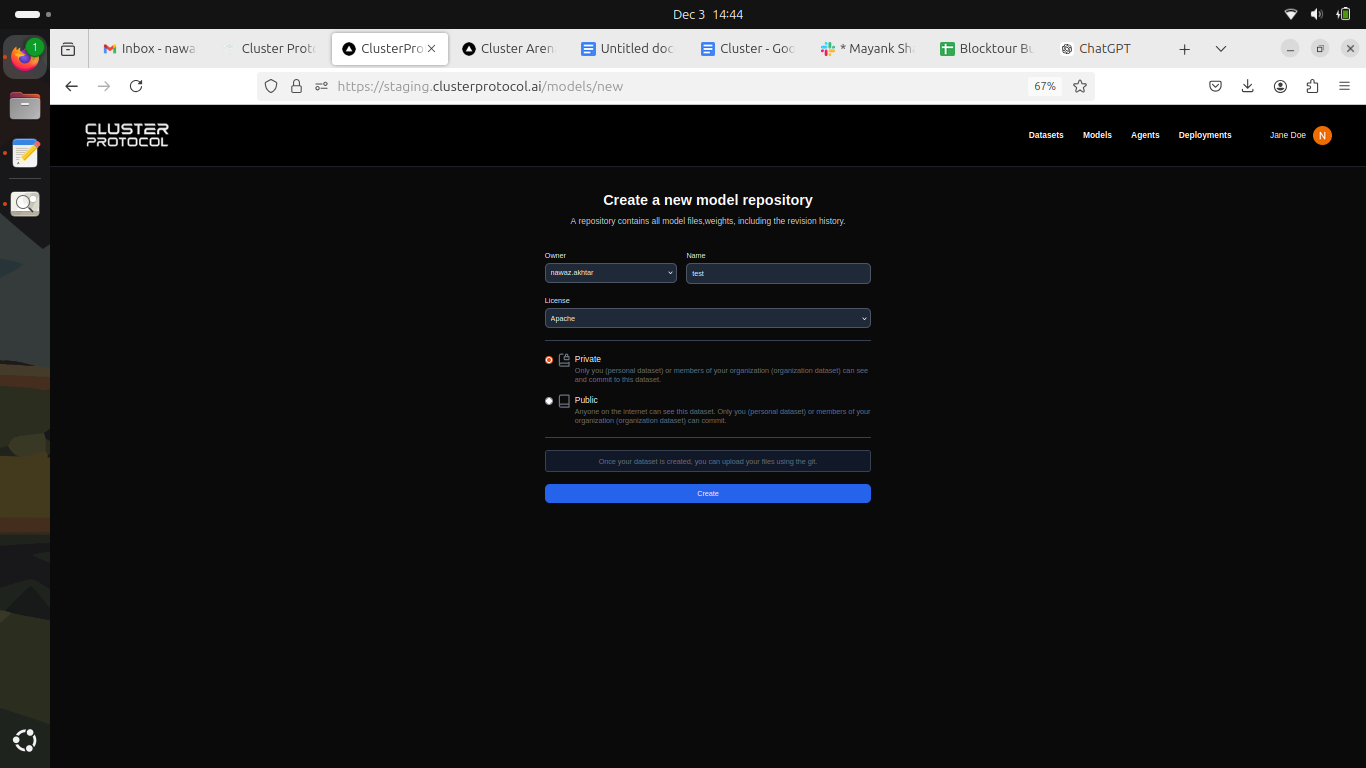 Dec 3 14:44
1
Inbox - nawa
Cluster Prot
ClusterPro
Cluster Aren
Untitled doc
Cluster - Goo
* Mayank Sha
Blocktour Bu
ChatGPT
https://staging.clusterprotocol.ai/models/new
67%
CLUSTER
PROTOCOL
Datasets
Models
Agents
Deployments
Jane Doe
N
Create a new model repository
A repository contains all model files,weights, including the revision history.
Owner
Name
nawaz.akhtar
test
License
Apache
Private
Only you (personal dataset) or members of your organization (organization dataset) can see
and commit to this dataset.
Public
Anyone on the internet can see this dataset. Only you (personal dataset) or members of your
organization (organization dataset) can commit.
Once your dataset is created, you can upload your files using the git.
Create